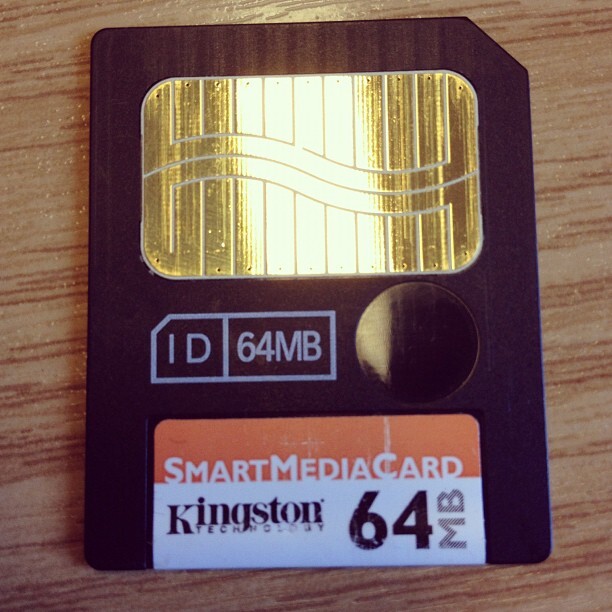 ID 64MB
SMARTMEDIACARD
Kingston
TECHNOLOGY
64 MB